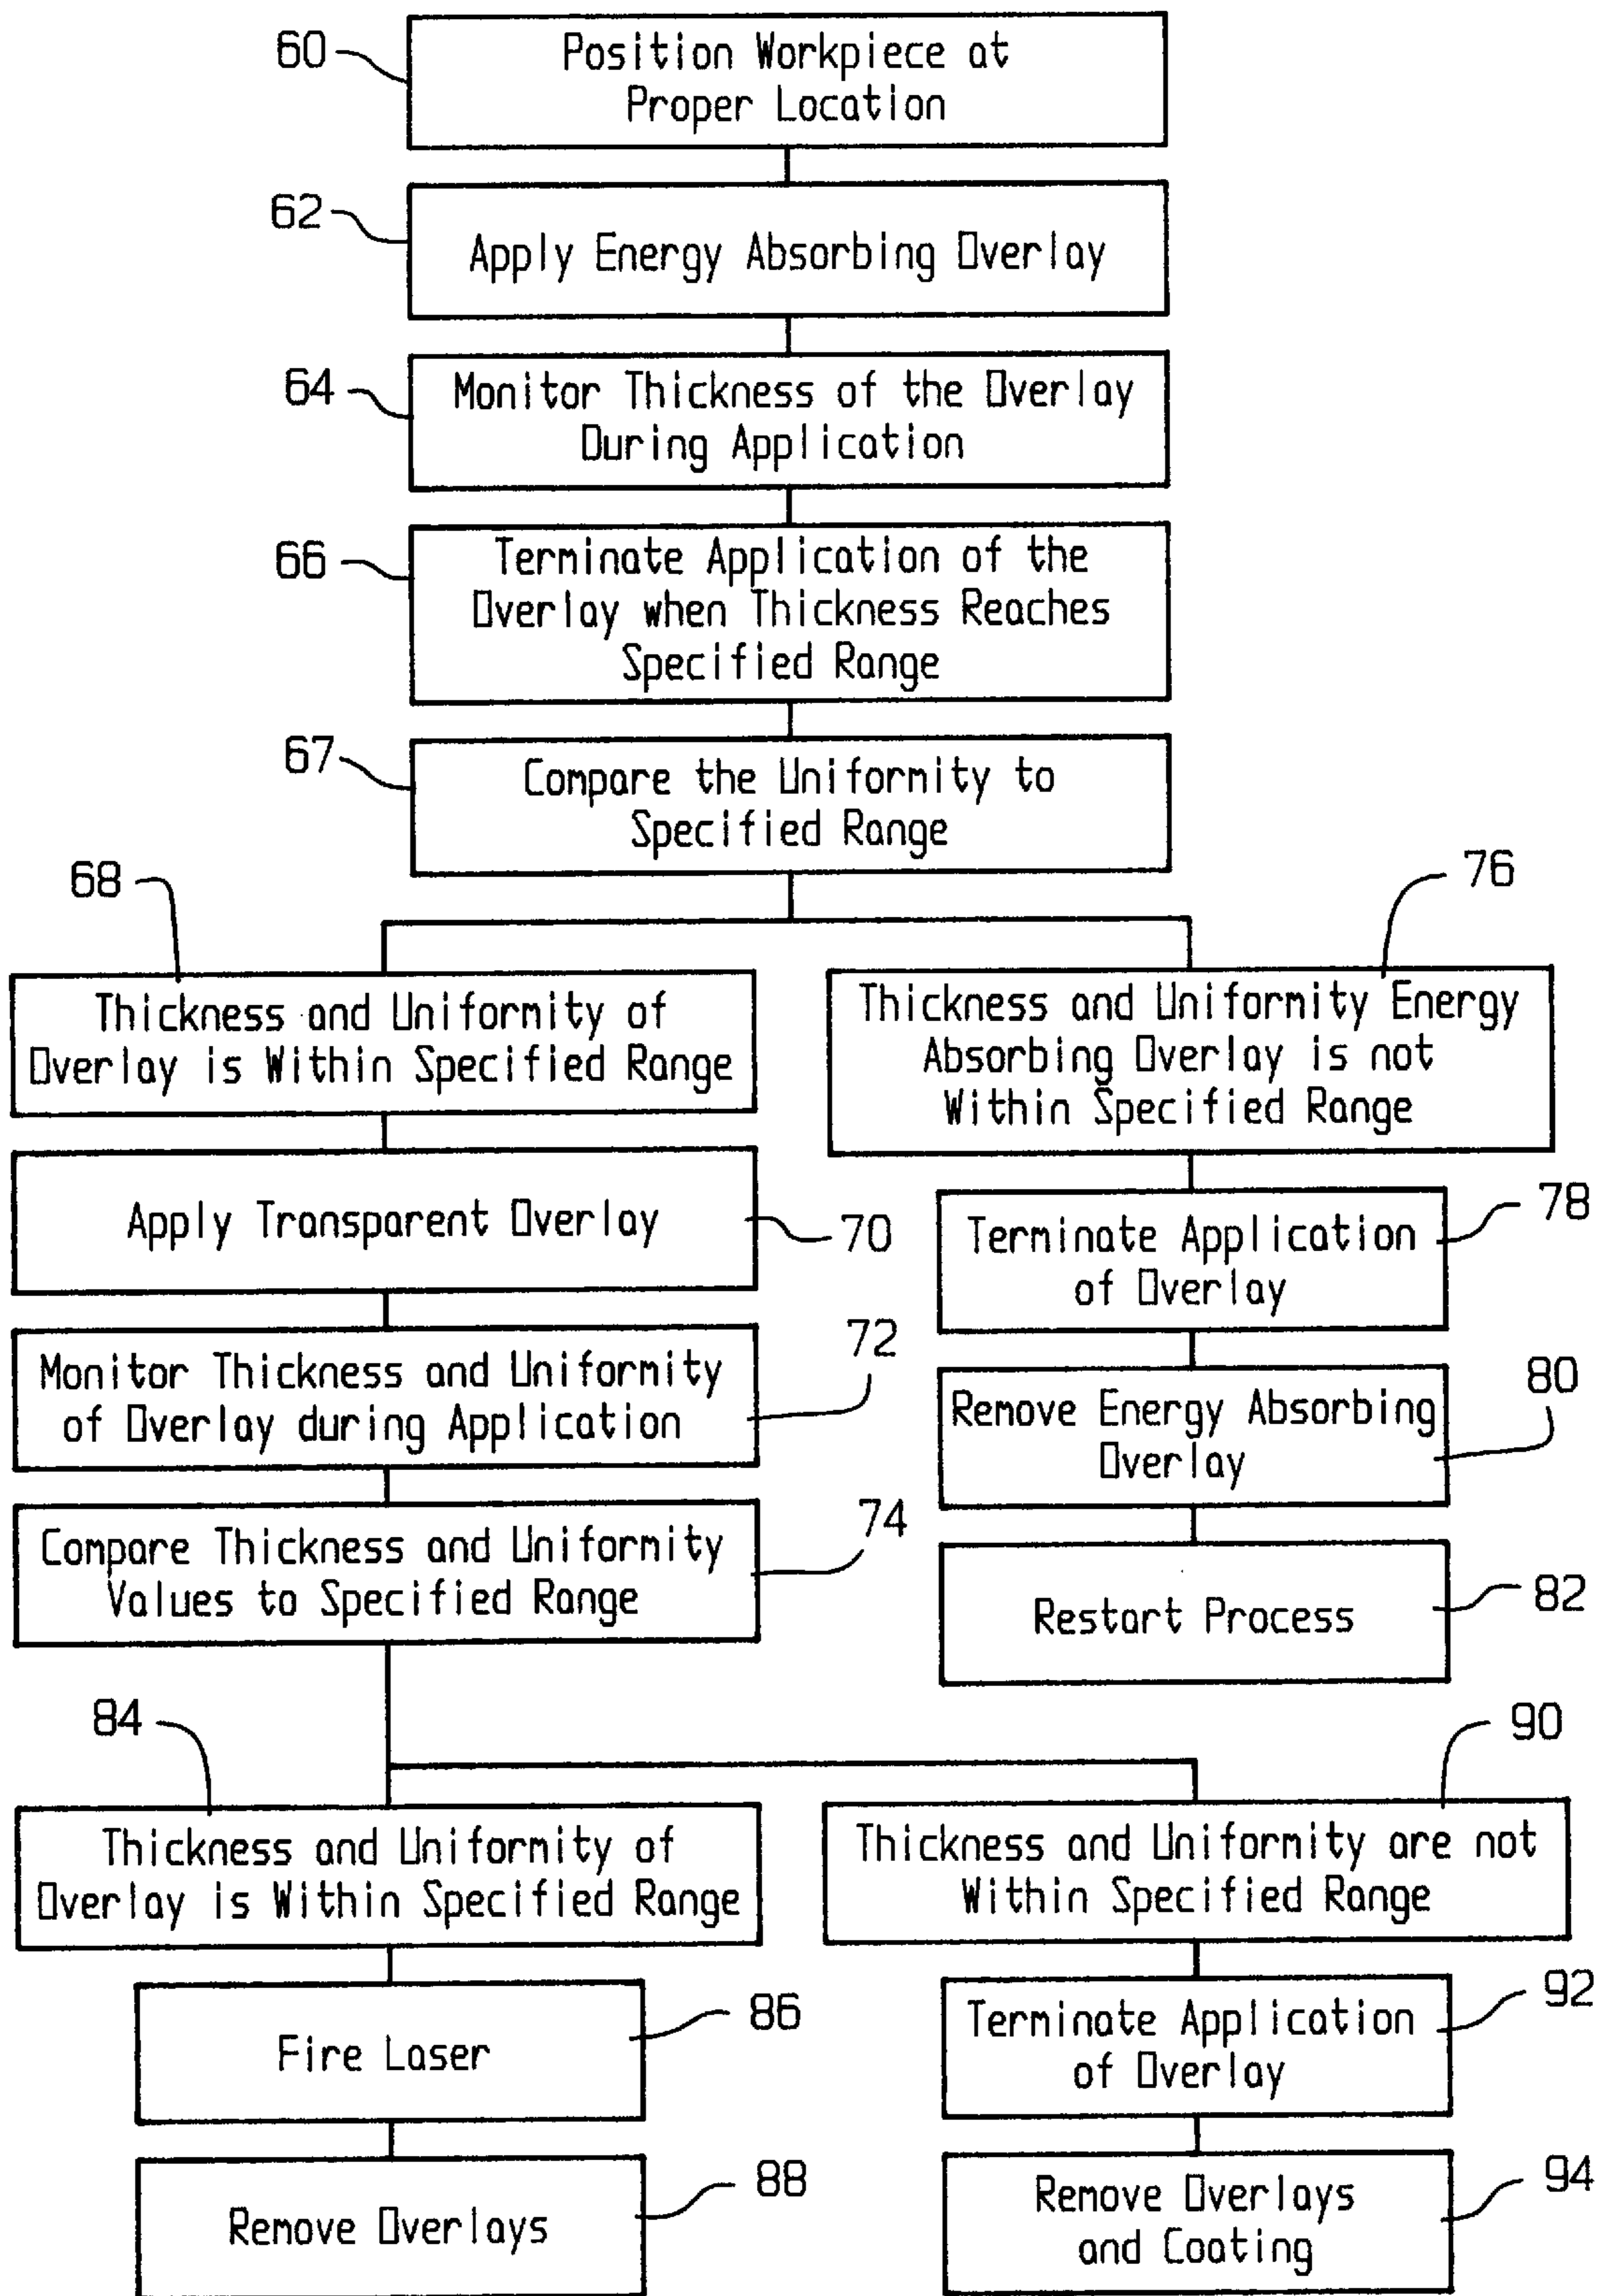 60
Position Workpiece at
Proper Location
62
Apply Energy Absorbing Overlay
64
Monitor Thickness of the Overlay
During Application
66
Terminate Application of the
Overlay when Thickness Reaches
Specified Range
67
Compare the Uniformity to
Specified Range
68
Thickness and Uniformity of
Overlay is Within Specified Range
76
Thickness and Uniformity Energy
Absorbing Overlay is not
Within Specified Range
Apply Transparent Overlay
70
Terminate Application
of Overlay
78
Monitor Thickness and Uniformity
of Overlay during Application
72
Remove Energy Absorbing
Overlay
80
Compare Thickness and Uniformity
Values to Specified Range
74
Restart Process
82
84
Thickness and Uniformity of
Overlay is Within Specified Range
90
Thickness and Uniformity are not
Within Specified Range
Fire Laser
86
Terminate Application
of Overlay
92
Remove Overlays
88
Remove Overlays
and Coating
94